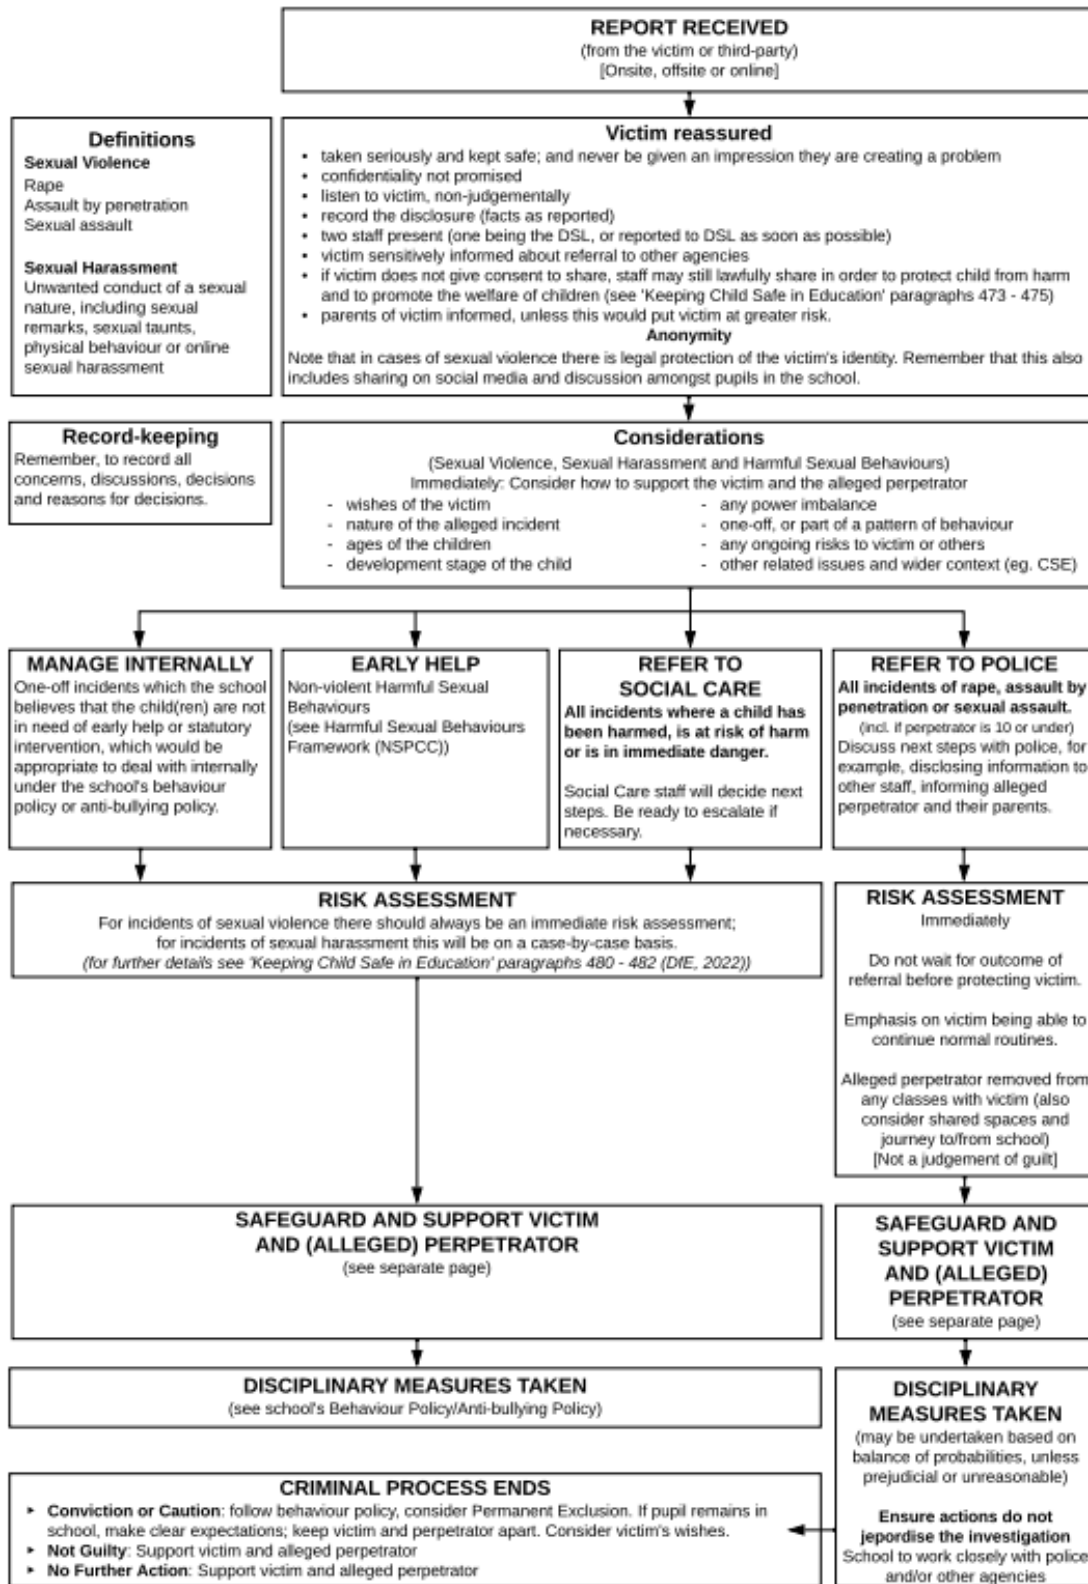 REPORT RECEIVED
(from the victim or third-party)
[Onsite, offsite or online]
Definitions
Sexual Violence
Rape
Assault by penetration
Sexual assault
Sexual Harassment
Unwanted conduct of a sexual
nature, including sexual
remarks, sexual taunts,
physical behaviour or online
sexual harassment
Victim reassured
• taken seriously and kept safe; and never be given an impression they are creating a problem
• confidentiality not promised
• listen to victim, non-judgementally
• record the disclosure (facts as reported)
• two staff present (one being the DSL, or reported to DSL as soon as possible)
• victim sensitively informed about referral to other agencies
• if victim does not give consent to share, staff may still lawfully share in order to protect child from harm
and to promote the welfare of children (see 'Keeping Child Safe in Education' paragraphs 473 - 475)
• parents of victim informed, unless this would put victim at greater risk.
Anonymity
Note that in cases of sexual violence there is legal protection of the victim's identity. Remember that this also
includes sharing on social media and discussion amongst pupils in the school.
Record-keeping
Remember, to record all
concerns, discussions, decisions
and reasons for decisions.
Considerations
(Sexual Violence, Sexual Harassment and Harmful Sexual Behaviours)
Immediately: Consider how to support the victim and the alleged perpetrator
- wishes of the victim
- nature of the alleged incident
- ages of the children
- development stage of the child
- any power imbalance
- one-off, or part of a pattern of behaviour
- any ongoing risks to victim or others
- other related issues and wider context (eg. CSE)
MANAGE INTERNALLY
One-off incidents which the school
believes that the child(ren) are not
in need of early help or statutory
intervention, which would be
appropriate to deal with internally
under the school's behaviour
policy or anti-bullying policy.
EARLY HELP
Non-violent Harmful Sexual
Behaviours
(see Harmful Sexual Behaviours
Framework (NSPCC))
REFER TO
SOCIAL CARE
All incidents where a child has
been harmed, is at risk of harm
or is in immediate danger.
Social Care staff will decide next
steps. Be ready to escalate if
necessary.
REFER TO POLICE
All incidents of rape, assault by
penetration or sexual assault.
(incl. if perpetrator is 10 or under)
Discuss next steps with police, for
example, disclosing information to
other staff, informing alleged
perpetrator and their parents.
RISK ASSESSMENT
For incidents of sexual violence there should always be an immediate risk assessment;
for incidents of sexual harassment this will be on a case-by-case basis.
(for further details see 'Keeping Child Safe in Education' paragraphs 480 - 482 (DfE, 2022))
RISK ASSESSMENT
Immediately
Do not wait for outcome of
referral before protecting victim.
Emphasis on victim being able to
continue normal routines.
Alleged perpetrator removed from
any classes with victim (also
consider shared spaces and
journey to/from school)
[Not a judgement of guilt]
SAFEGUARD AND SUPPORT VICTIM
AND (ALLEGED) PERPETRATOR
(see separate page)
SAFEGUARD AND
SUPPORT VICTIM
AND (ALLEGED)
PERPETRATOR
(see separate page)
DISCIPLINARY MEASURES TAKEN
(see school's Behaviour Policy/Anti-bullying Policy)
DISCIPLINARY
MEASURES TAKEN
(may be undertaken based on
balance of probabilities, unless
prejudicial or unreasonable)
Ensure actions do not
jepordise the investigation
School to work closely with police
and/or other agencies
CRIMINAL PROCESS ENDS
► Conviction or Caution: follow behaviour policy, consider Permanent Exclusion. If pupil remains in
school, make clear expectations; keep victim and perpetrator apart. Consider victim's wishes.
► Not Guilty: Support victim and alleged perpetrator
► No Further Action: Support victim and alleged perpetrator